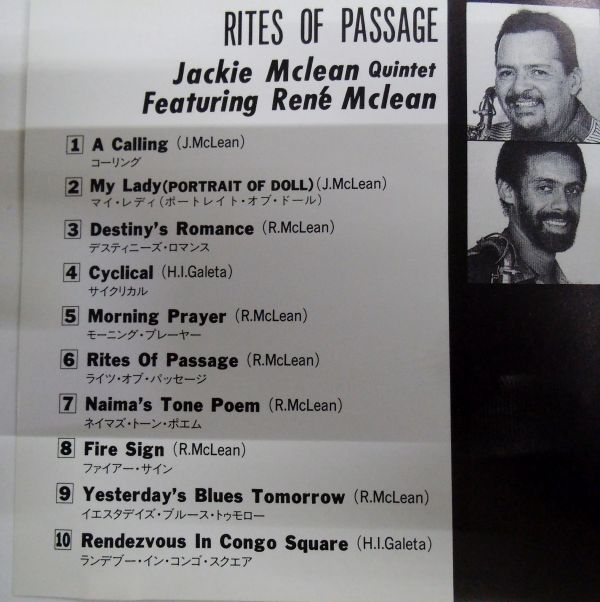 RITES OF PASSAGE
Jackie Mclean Quintet
Featuring René Mclean
1 A Calling (J.McLean)
コーリング
2 My Lady(PORTRAIT OF DOLL)(J.McLean)
マイ・レディ(ポートレイト・オブ・ドール)
3 Destiny's Romance (R.McLean)
デスティニーズ・ロマンス
4 Cyclical (H.I.Galeta)
サイクリカル
5 Morning Prayer (R.McLean)
モーニング・プレーヤー
6 Rites Of Passage (R.McLean)
ライツ・オブ・パッセージ
7 Naima's Tone Poem (R.McLean)
ネイマズ・トーン・ポエム
8 Fire Sign (R.McLean)
ファイアー・サイン
9 Yesterday's Blues Tomorrow (R.McLean)
イエスタデイズ・ブルース・トゥモロー
10 Rendezvous In Congo Square (H.I.Galeta)
ランデブー・イン・コンゴ・スクエア